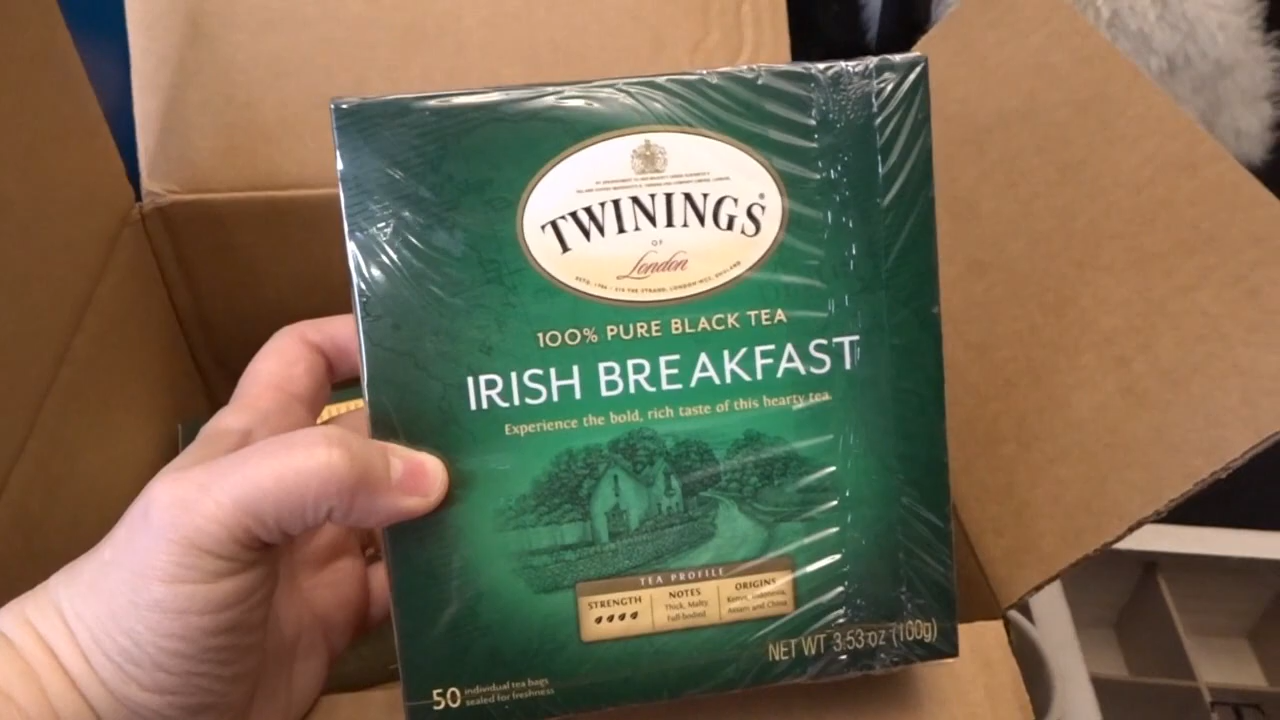 TWININGS®
OF
London
100% PURE BLACK TEA
IRISH BREAKFAST
Experience the bold, rich taste of this hearty tea.
TEA PROFILE
STRENGTH
NOTES
Thick, Malty
Full-bodied
ORIGINS
Kenya, Indonesia,
Assam and China
NET WT 3.53 oz (100g)
50 individual tea bags
sealed for freshness